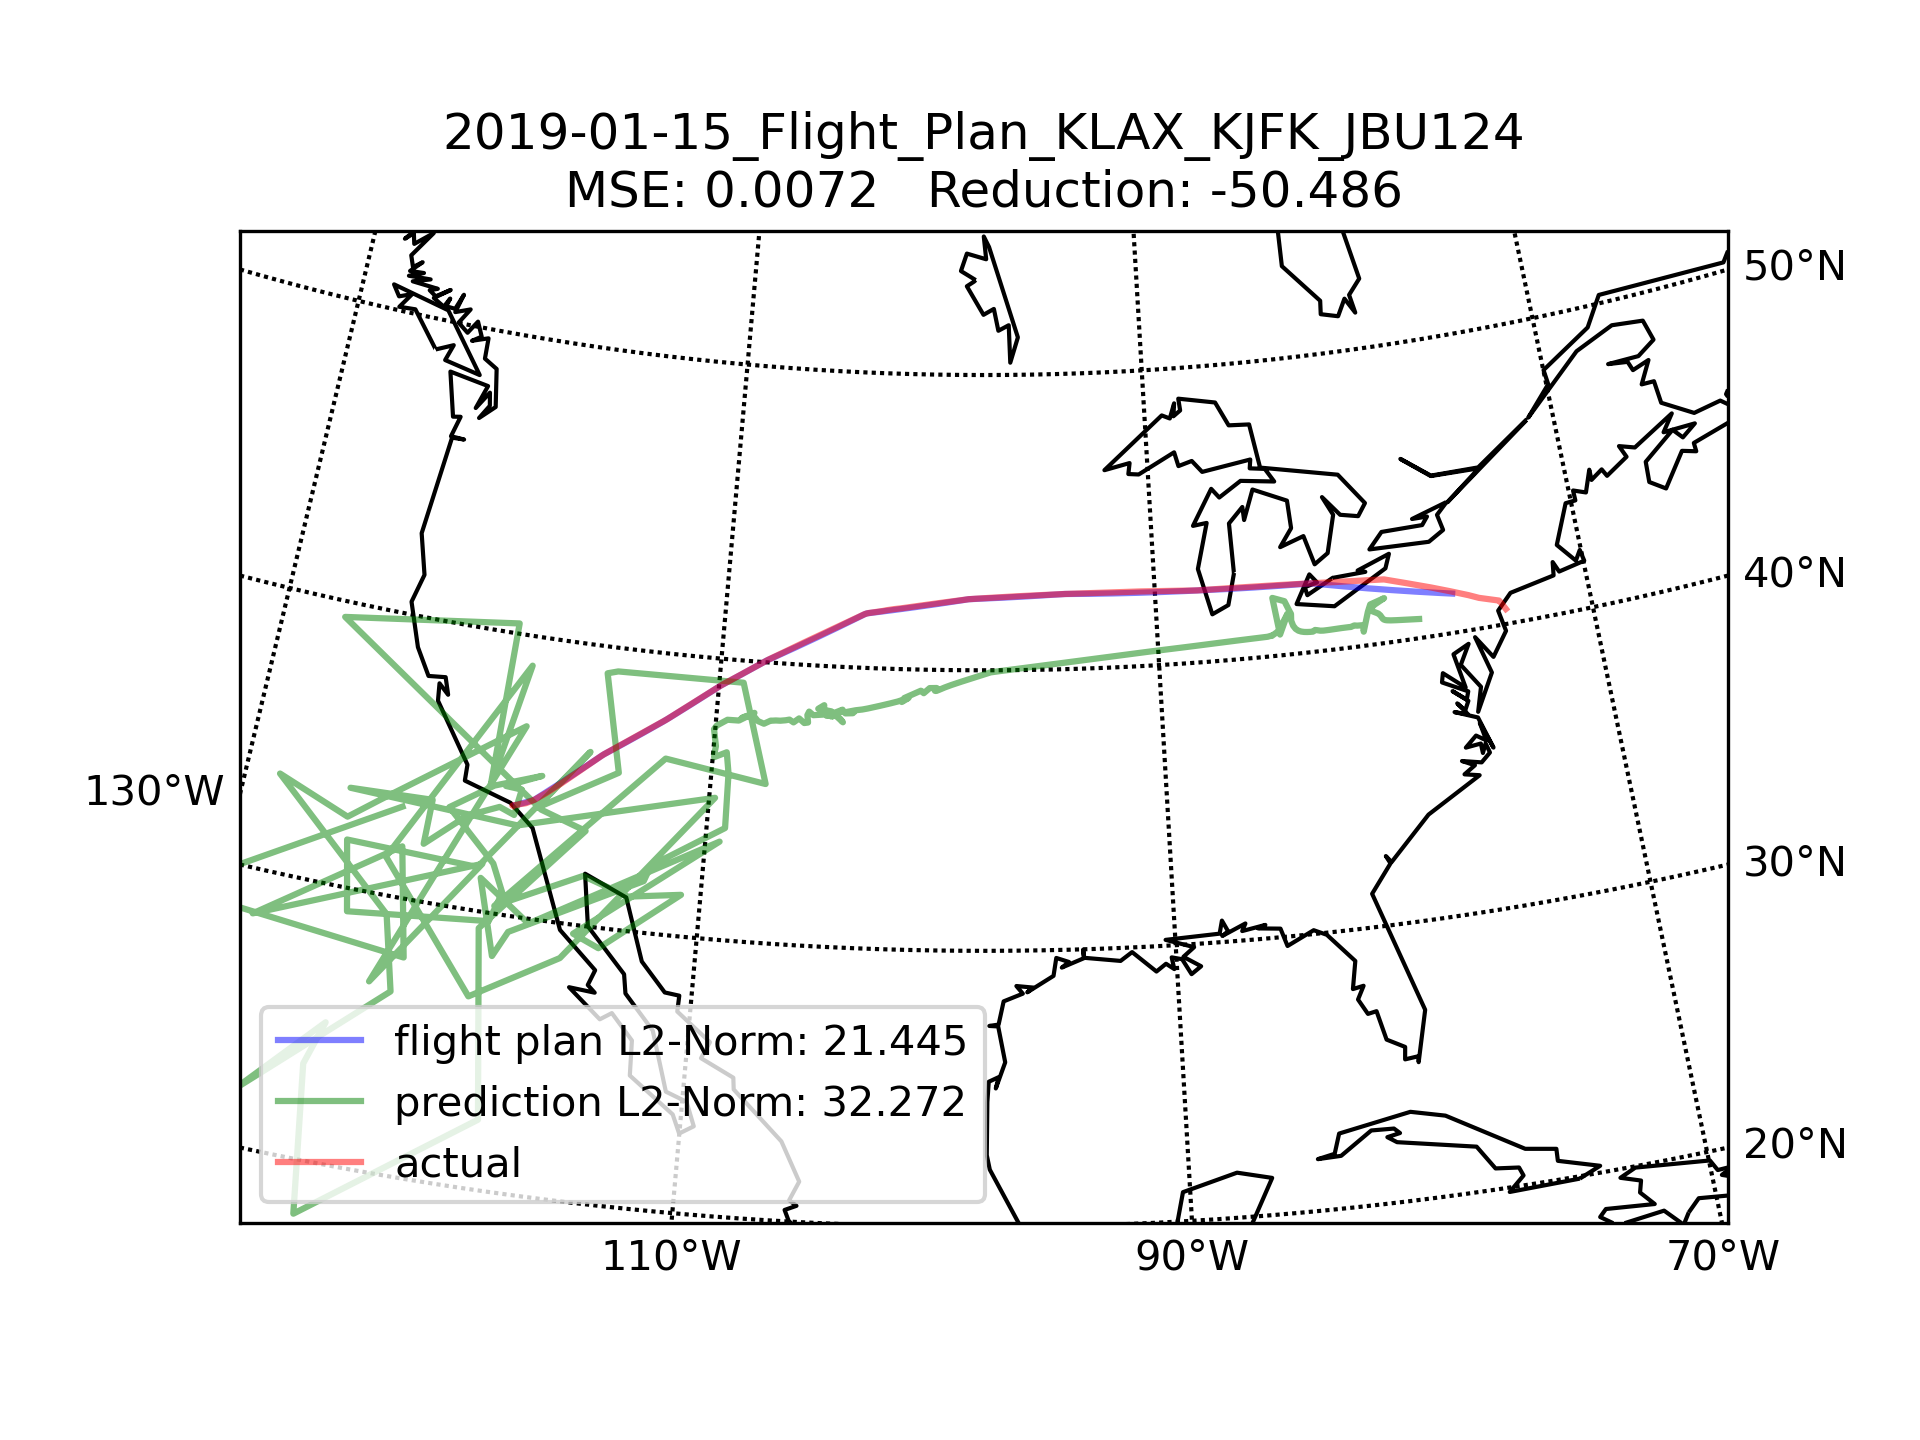 2019-01-15_Flight_Plan_KLAX_KJFK_JBU124
MSE: 0.0072   Reduction: -50.486
50°N
40°N
130°W
30°N
20°N
flight plan L2-Norm: 21.445
prediction L2-Norm: 32.272
actual
110°W
90°W
70°W